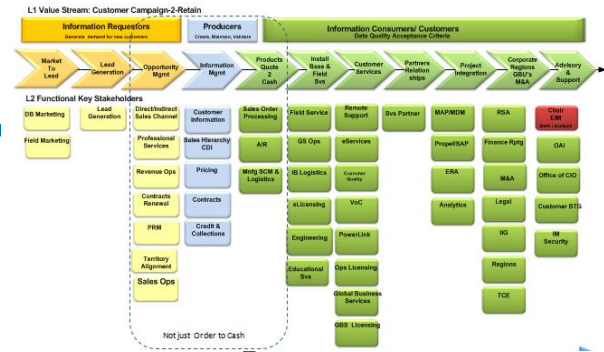 L1 Value Stream: Customer Campaign-2-Retain
Information Requestors
Generate demand for new customers
Producers
Create, Maintain, Validate
Information Consumers/ Customers
Data Quality Acceptance Criteria
Market
To
Lead
Lead
Generation
Opportunity
Mgmt
Information
Mgmt
Products
Quote
2
Cash
Install
Base &
Field
Svs
Customer
Services
Partners
Relation
ships
Project
Integration
Corporate
Regions
GBU's
M&A
Advisory
&
Support
L2 Functional Key Stakeholders
DB Marketing
Field Marketing
Lead
Generation
Direct/Indirect
Sales Channel
Professional
Services
Revenue Ops
Contracts
Renewal
PRM
Territory
Alignment
Sales Ops
Customer
Information
Sales Hierarchy
CDI
Pricing
Contracts
Credit &
Collections
Sales Order
Processing
A/R
Mnfg SCM &
Logistics
Field Service
GS Ops
IB Logistics
eLicensing
Engineering
Educational
Svs
Remote
Support
eServices
Customer
Quality
VoC
PowerLink
Ops Licensing
Global Business
Services
GBS Licensing
Svs Partner
MAP/MDM
Propel/SAP
ERA
Analytics
RSA
Finance Rptg
M&A
Legal
IIG
Regions
TCE
Chair
EIM
OAI
Office of CIO
Customer BTG
IM
Security
Not just Order to Cash